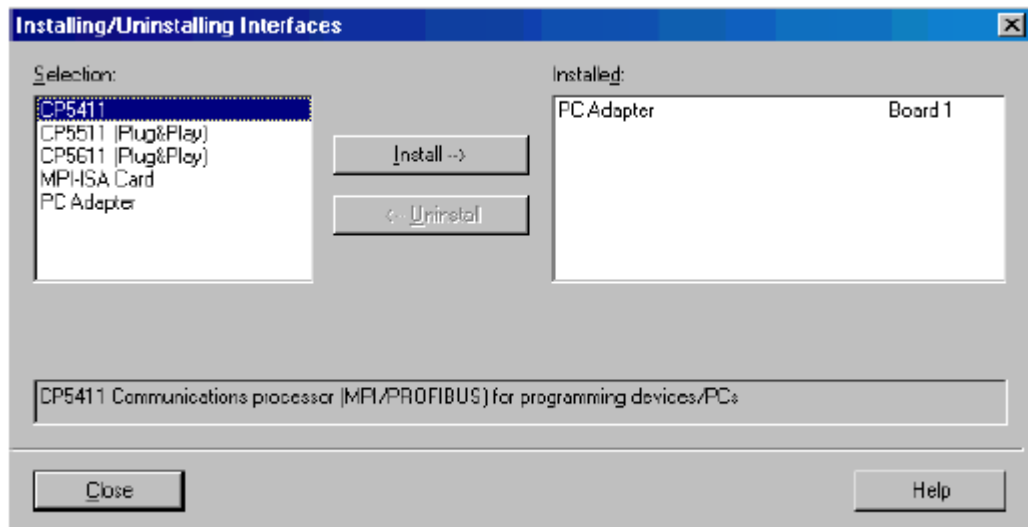 Installing/Uninstalling Interfaces
Selection:
Installed:
CP5411
CP5511 (Plug&Play)
CP5611 (Plug&Play)
MPI-ISA Card
PC Adapter
Install -->
<-- Uninstall
PC Adapter Board 1
CP5411 Communications processor (MPI/PROFIBUS) for programming devices/PCs
Close
Help